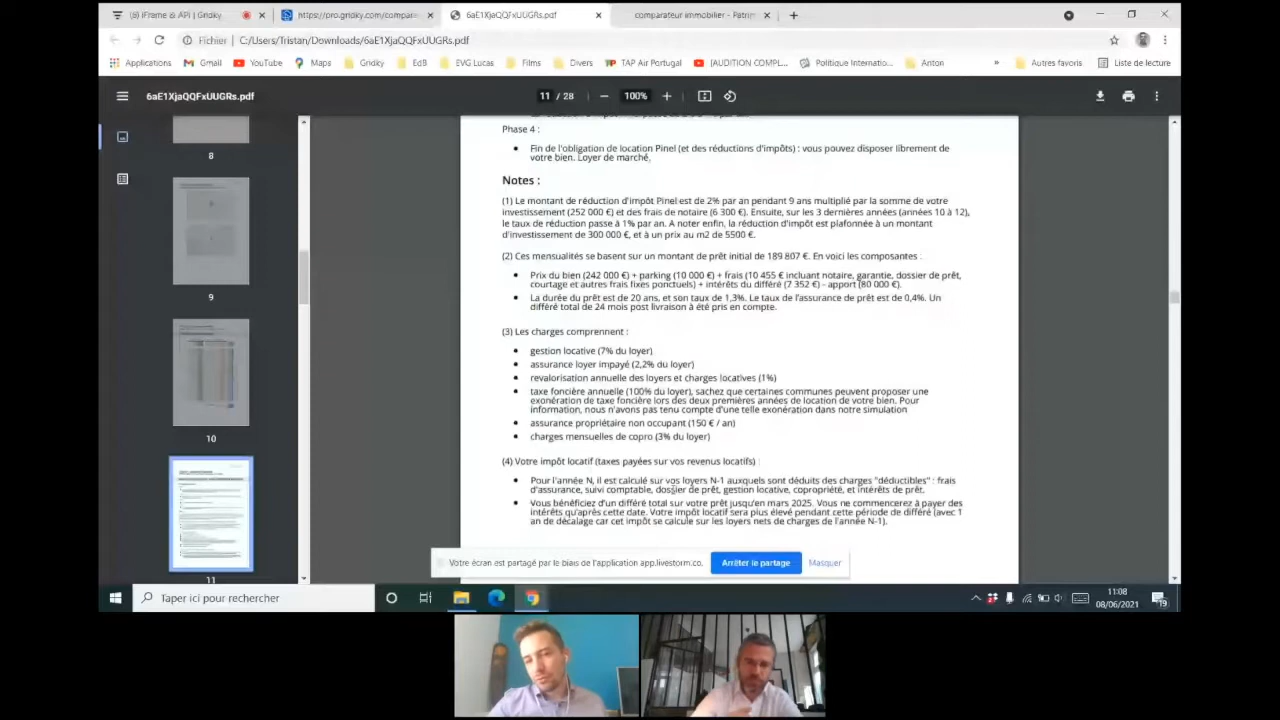 (8) iFrame & API | Gridky
https://pro.gridky.com/compara
6aE1XjaQQFxUUGRs.pdf
comparateur immobilier - Patrim
Fichier | C:/Users/Tristan/Downloads/6aE1XjaQQFxUUGRs.pdf
Applications Gmail YouTube Maps Gridky EdB EVG Lucas Films Divers TAP Air Portugal (AUDITION COMPL... Politique Internatio... Anton » Autres favoris Liste de lecture
6aE1XjaQQFxUUGRs.pdf 11 / 28 — 100% +
8
9
10
11
Phase 4 :
• Fin de l'obligation de location Pinel (et des réductions d'impôts) : vous pouvez disposer librement de
votre bien. Loyer de marché.
Notes :
(1) Le montant de réduction d'impôt Pinel est de 2% par an pendant 9 ans multiplié par la somme de votre
investissement (252 000 €) et des frais de notaire (6 300 €). Ensuite, sur les 3 dernières années (années 10 à 12),
le taux de réduction passe à 1% par an. A noter enfin, la réduction d'impôt est plafonnée à un montant
d'investissement de 300 000 €, et à un prix au m2 de 5500 €.
(2) Ces mensualités se basent sur un montant de prêt initial de 189 807 €. En voici les composantes :
• Prix du bien (242 000 €) + parking (10 000 €) + frais (10 455 € incluant notaire, garantie, dossier de prêt,
courtage et autres frais fixes ponctuels) + intérêts du différé (7 352 €) - apport (80 000 €).
• La durée du prêt est de 20 ans, et son taux de 1,3%. Le taux de l'assurance de prêt est de 0,4%. Un
différé total de 24 mois post livraison à été pris en compte.
(3) Les charges comprennent :
• gestion locative (7% du loyer)
• assurance loyer impayé (2,2% du loyer)
• revalorisation annuelle des loyers et charges locatives (1%)
• taxe foncière annuelle (100% du loyer), sachez que certaines communes peuvent proposer une
exonération de taxe foncière lors des deux premières années de location de votre bien. Pour
information, nous n'avons pas tenu compte d'une telle exonération dans notre simulation
• assurance propriétaire non occupant (150 € / an)
• charges mensuelles de copro (3% du loyer)
(4) Votre impôt locatif (taxes payées sur vos revenus locatifs) :
• Pour l'année N, il est calculé sur vos loyers N-1 auxquels sont déduits des charges "déductibles" : frais
d'assurance, suivi comptable, dossier de prêt, gestion locative, copropriété, et intérêts de prêt.
• Vous bénéficiez d'un différé total sur votre prêt jusqu'en mars 2025. Vous ne commencerez à payer des
intérêts qu'après cette date. Votre impôt locatif sera plus élevé pendant cette période de différé (avec 1
an de décalage car cet impôt se calcule sur les loyers nets de charges de l'année N-1).
Votre écran est partagé par le biais de l'application app.livestorm.co. Arrêter le partage Masquer
Taper ici pour rechercher
11:08
08/06/2021
19